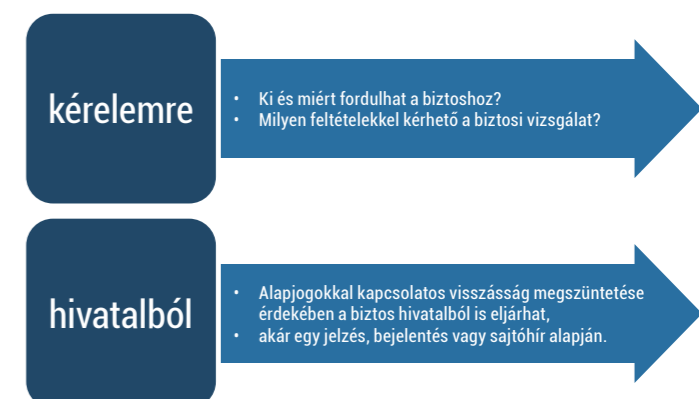 kérelemre
• Ki és miért fordulhat a biztoshoz?
• Milyen feltételekkel kérhető a biztosi vizsgálat?
hivatalból
• Alapjogokkal kapcsolatos visszásság megszüntetése
érdekében a biztos hivatalból is eljárhat,
• akár egy jelzés, bejelentés vagy sajtóhír alapján.